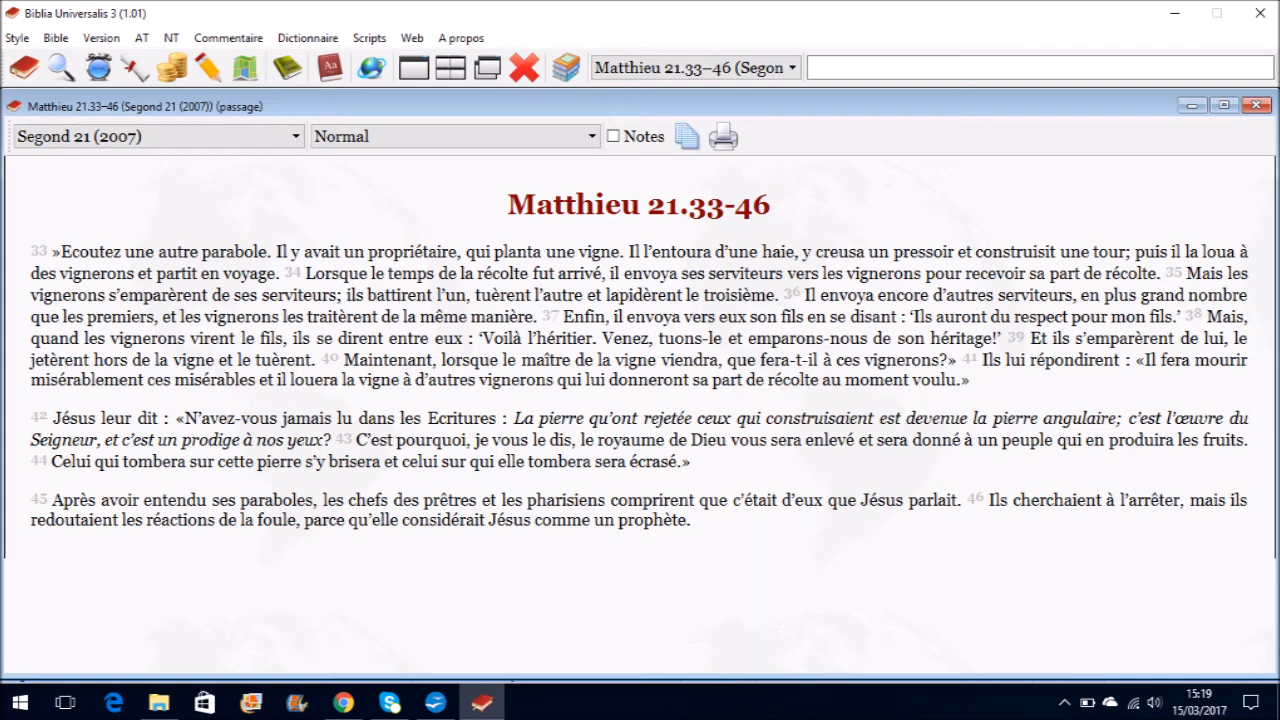 Biblia Universalis 3 (1.01)
Style Bible Version AT NT Commentaire Dictionnaire Scripts Web A propos
Aa Matthieu 21.33–46 (Segon
Matthieu 21.33–46 (Segond 21 (2007)) (passage)
Segond 21 (2007) Normal Notes
Matthieu 21.33-46
33 »Ecoutez une autre parabole. Il y avait un propriétaire, qui planta une vigne. Il l’entoura d’une haie, y creusa un pressoir et construisit une tour; puis il la loua à
des vignerons et partit en voyage. 34 Lorsque le temps de la récolte fut arrivé, il envoya ses serviteurs vers les vignerons pour recevoir sa part de récolte. 35 Mais les
vignerons s’emparèrent de ses serviteurs; ils battirent l’un, tuèrent l’autre et lapidèrent le troisième. 36 Il envoya encore d’autres serviteurs, en plus grand nombre
que les premiers, et les vignerons les traitèrent de la même manière. 37 Enfin, il envoya vers eux son fils en se disant : ‘Ils auront du respect pour mon fils.’ 38 Mais,
quand les vignerons virent le fils, ils se dirent entre eux : ‘Voilà l’héritier. Venez, tuons-le et emparons-nous de son héritage!’ 39 Et ils s’emparèrent de lui, le
jetèrent hors de la vigne et le tuèrent. 40 Maintenant, lorsque le maître de la vigne viendra, que fera-t-il à ces vignerons?» 41 Ils lui répondirent : «Il fera mourir
misérablement ces misérables et il louera la vigne à d’autres vignerons qui lui donneront sa part de récolte au moment voulu.»
42 Jésus leur dit : «N’avez-vous jamais lu dans les Ecritures : La pierre qu’ont rejetée ceux qui construisaient est devenue la pierre angulaire; c’est l’œuvre du
Seigneur, et c’est un prodige à nos yeux? 43 C’est pourquoi, je vous le dis, le royaume de Dieu vous sera enlevé et sera donné à un peuple qui en produira les fruits.
44 Celui qui tombera sur cette pierre s’y brisera et celui sur qui elle tombera sera écrasé.»
45 Après avoir entendu ses paraboles, les chefs des prêtres et les pharisiens comprirent que c’était d’eux que Jésus parlait. 46 Ils cherchaient à l’arrêter, mais ils
redoutaient les réactions de la foule, parce qu’elle considérait Jésus comme un prophète.
15:19
15/03/2017